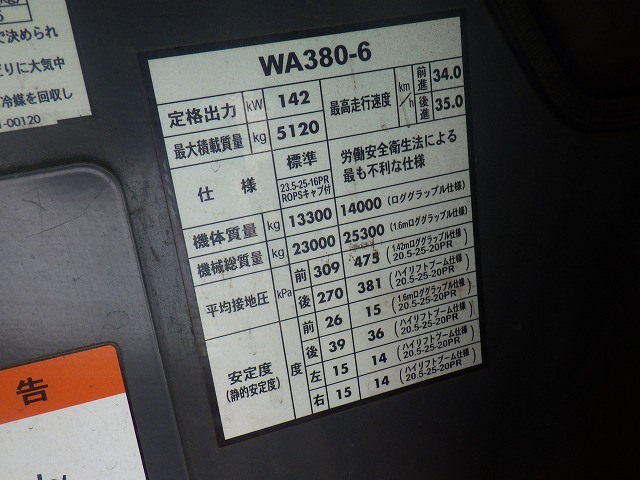 で決められ
だりに大気中
冷媒を回収し
1-00120
WA380-6
定格出力 kW 142 最高走行速度 km/h 前進 34.0
最大積載質量 kg 5120 後進 35.0
仕様 標準 労働安全衛生法による
23.5-25-16PR 最も不利な仕様
ROPSキャブ付
機体質量 kg 13300 14000 (ロググラップル仕様)
機械総質量 kg 23000 25300 (1.6mロググラップル仕様)
平均接地圧 kPa 前 309 475 (1.42mロググラップル仕様 20.5-25-20PR)
後 270 381 (ハイリフトブーム仕様 20.5-25-20PR)
安定度 (静的安定度) 度 前 26 15 (1.6mロググラップル仕様 20.5-25-20PR)
後 39 36 (ハイリフトブーム仕様 20.5-25-20PR)
左 15 14 (ハイリフトブーム仕様 20.5-25-20PR)
右 15 14 (ハイリフトブーム仕様 20.5-25-20PR)
告